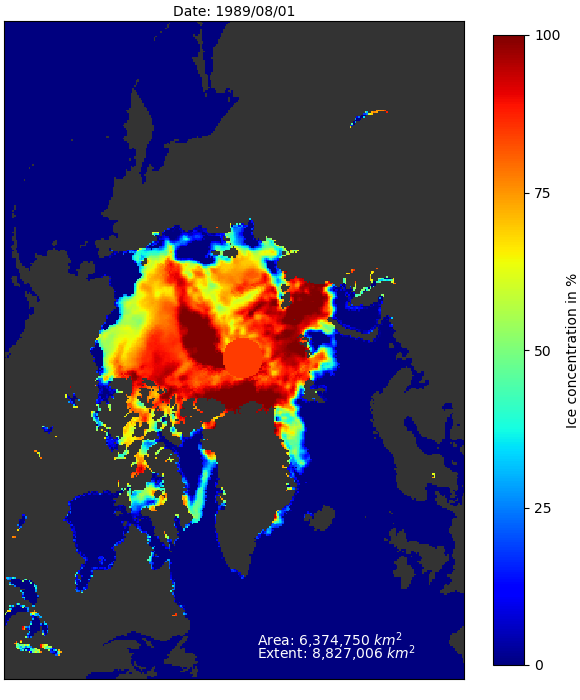 Date: 1989/08/01
100
75
50
25
0
Ice concentration in %
Area: 6,374,750 km²
Extent: 8,827,006 km²